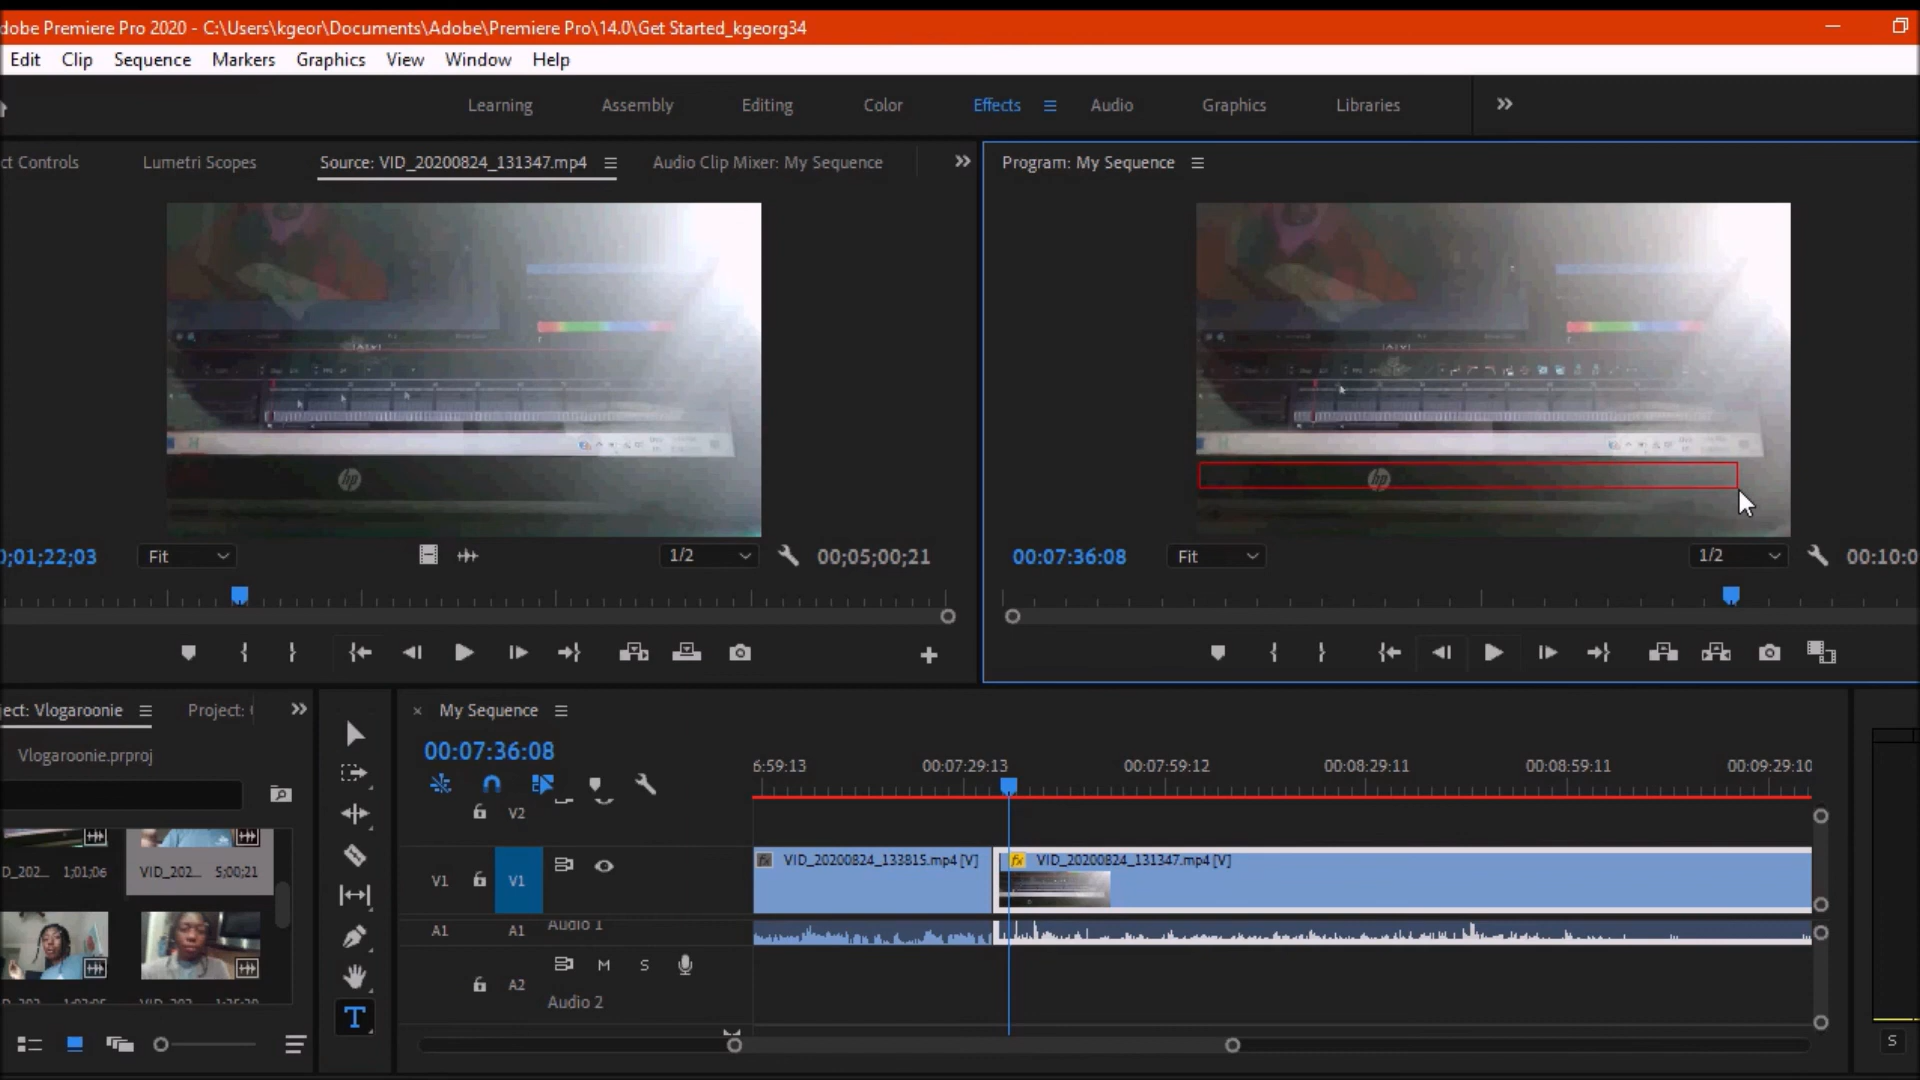 dobe Premiere Pro 2020 - C:\Users\kgeor\Documents\Adobe\Premiere Pro\14.0\Get Started_kgeorg34
Edit Clip Sequence Markers Graphics View Window Help
Learning Assembly Editing Color Effects Audio Graphics Libraries
ct Controls Lumetri Scopes Source: VID_20200824_131347.mp4 Audio Clip Mixer: My Sequence Program: My Sequence
hp hp
0;01;22;03 Fit 1/2 00;05;00;21 00:07:36:08 Fit 1/2 00:10:0
ject: Vlogaroonie Project: My Sequence
Vlogaroonie.prproj 00:07:36:08
6:59:13 00:07:29:13 00:07:59:12 00:08:29:11 00:08:59:11 00:09:29:10
V2
D_202... 1;01;06 VID_202... 5;00;21 V1 V1 fx VID_20200824_133815.mp4 [V] fx VID_20200824_131347.mp4 [V]
A1 A1 Audio 1
M S
A2
Audio 2
T
S